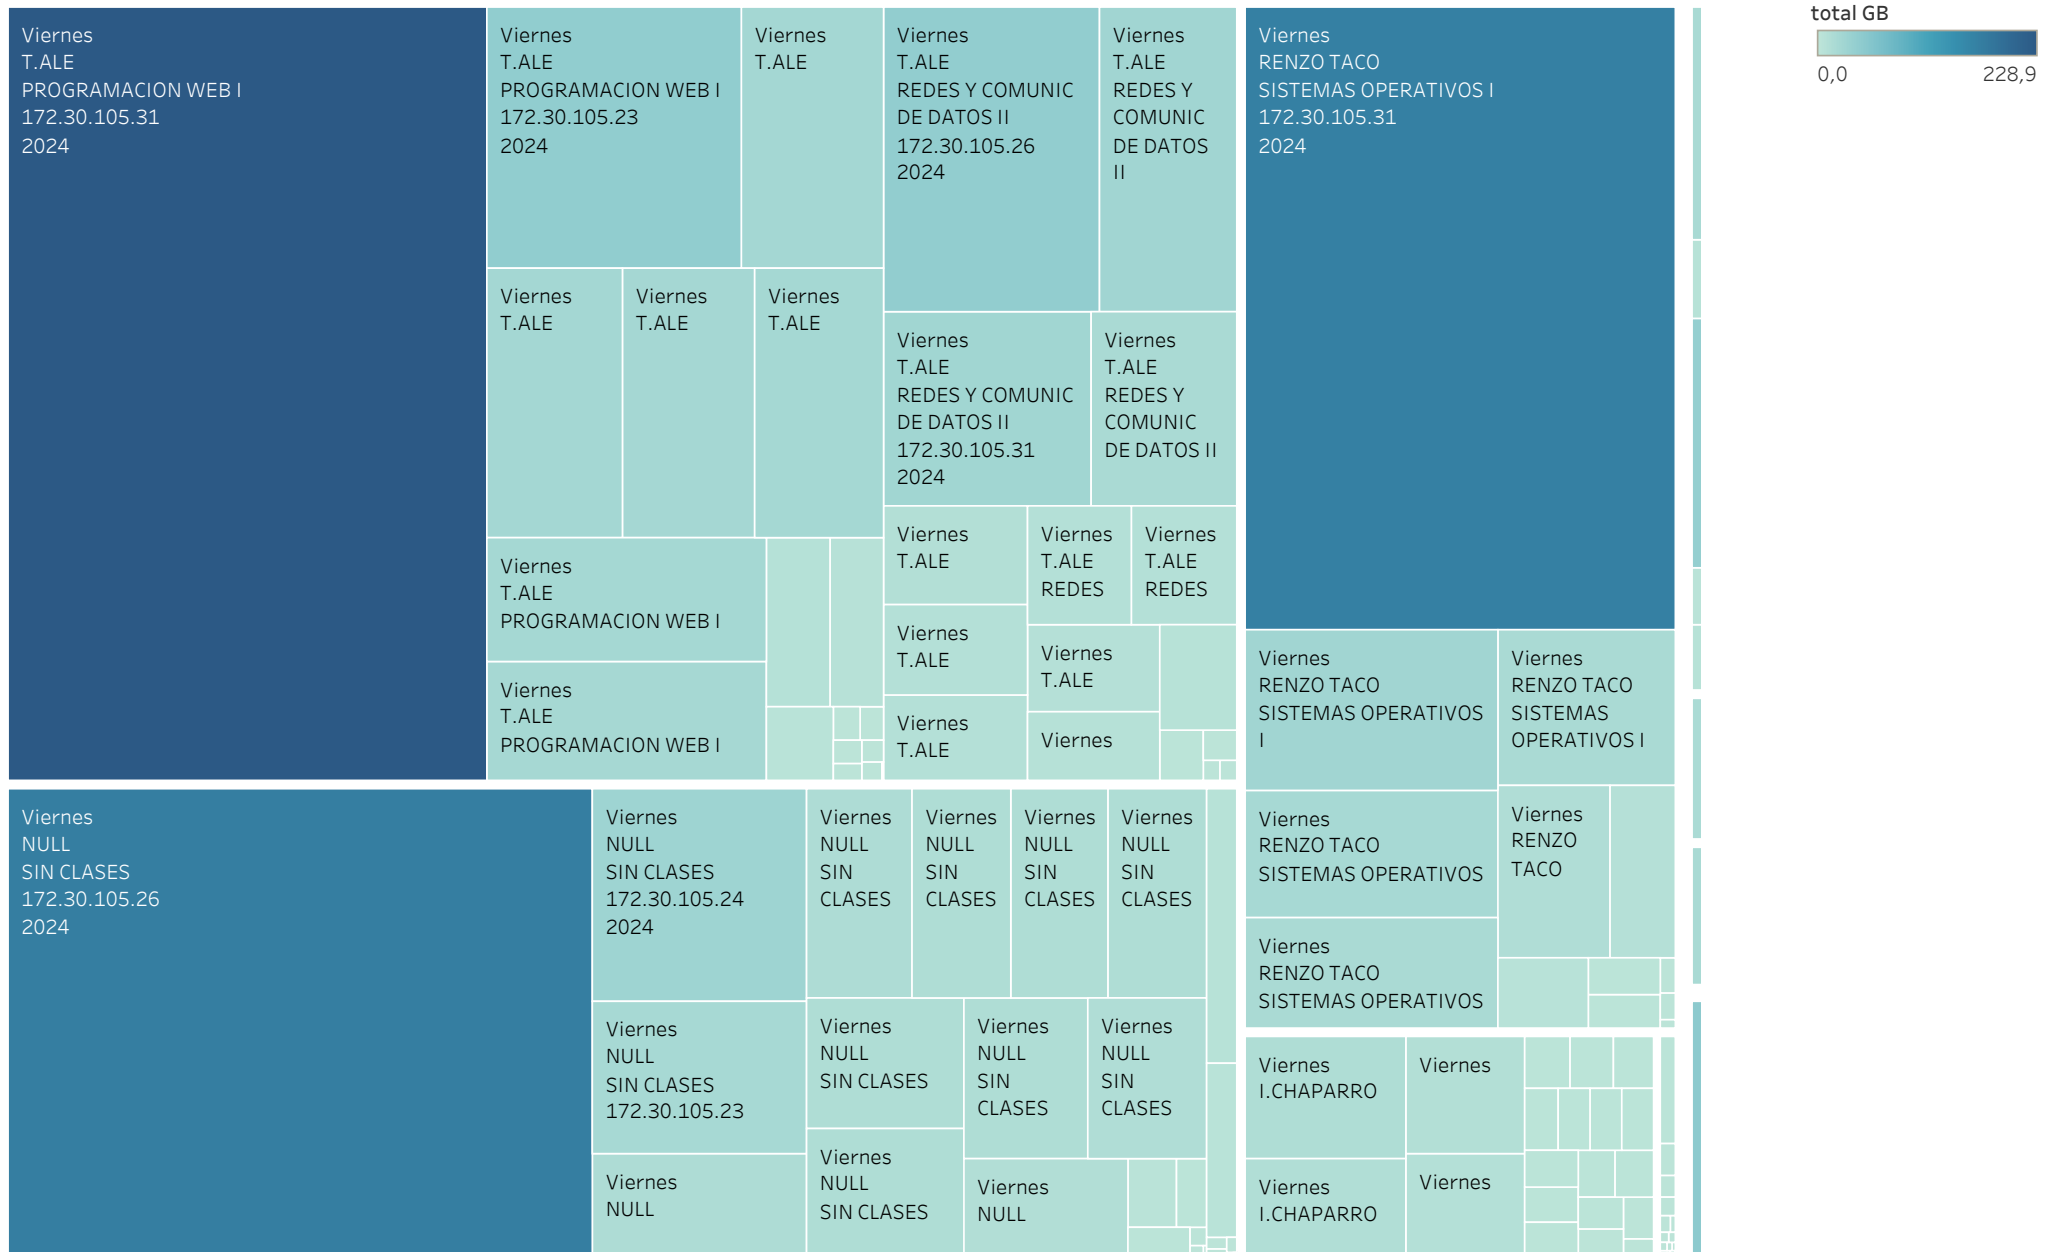 Viernes
T.ALE
PROGRAMACION WEB I
172.30.105.31
2024
Viernes
T.ALE
PROGRAMACION WEB I
172.30.105.23
2024
Viernes
T.ALE
Viernes
T.ALE
Viernes
T.ALE
Viernes
T.ALE
Viernes
T.ALE
PROGRAMACION WEB I
Viernes
T.ALE
PROGRAMACION WEB I
Viernes
T.ALE
REDES Y COMUNIC
DE DATOS II
172.30.105.26
2024
Viernes
T.ALE
REDES Y
COMUNIC
DE DATOS
II
Viernes
T.ALE
REDES Y COMUNIC
DE DATOS II
172.30.105.31
2024
Viernes
T.ALE
REDES Y
COMUNIC
DE DATOS II
Viernes
T.ALE
Viernes
T.ALE
REDES
Viernes
T.ALE
REDES
Viernes
T.ALE
Viernes
T.ALE
Viernes
T.ALE
Viernes
Viernes
NULL
SIN CLASES
172.30.105.26
2024
Viernes
NULL
SIN CLASES
172.30.105.24
2024
Viernes
NULL
SIN CLASES
172.30.105.23
Viernes
NULL
Viernes
NULL
SIN
CLASES
Viernes
NULL
SIN
CLASES
Viernes
NULL
SIN
CLASES
Viernes
NULL
SIN
CLASES
Viernes
NULL
SIN CLASES
Viernes
NULL
SIN CLASES
Viernes
NULL
SIN
CLASES
Viernes
NULL
SIN
CLASES
Viernes
NULL
Viernes
RENZO TACO
SISTEMAS OPERATIVOS I
172.30.105.31
2024
Viernes
RENZO TACO
SISTEMAS OPERATIVOS
I
Viernes
RENZO TACO
SISTEMAS
OPERATIVOS I
Viernes
RENZO TACO
SISTEMAS OPERATIVOS
Viernes
RENZO
TACO
Viernes
RENZO TACO
SISTEMAS OPERATIVOS
Viernes
I.CHAPARRO
Viernes
Viernes
I.CHAPARRO
Viernes
total GB
0,0
228,9